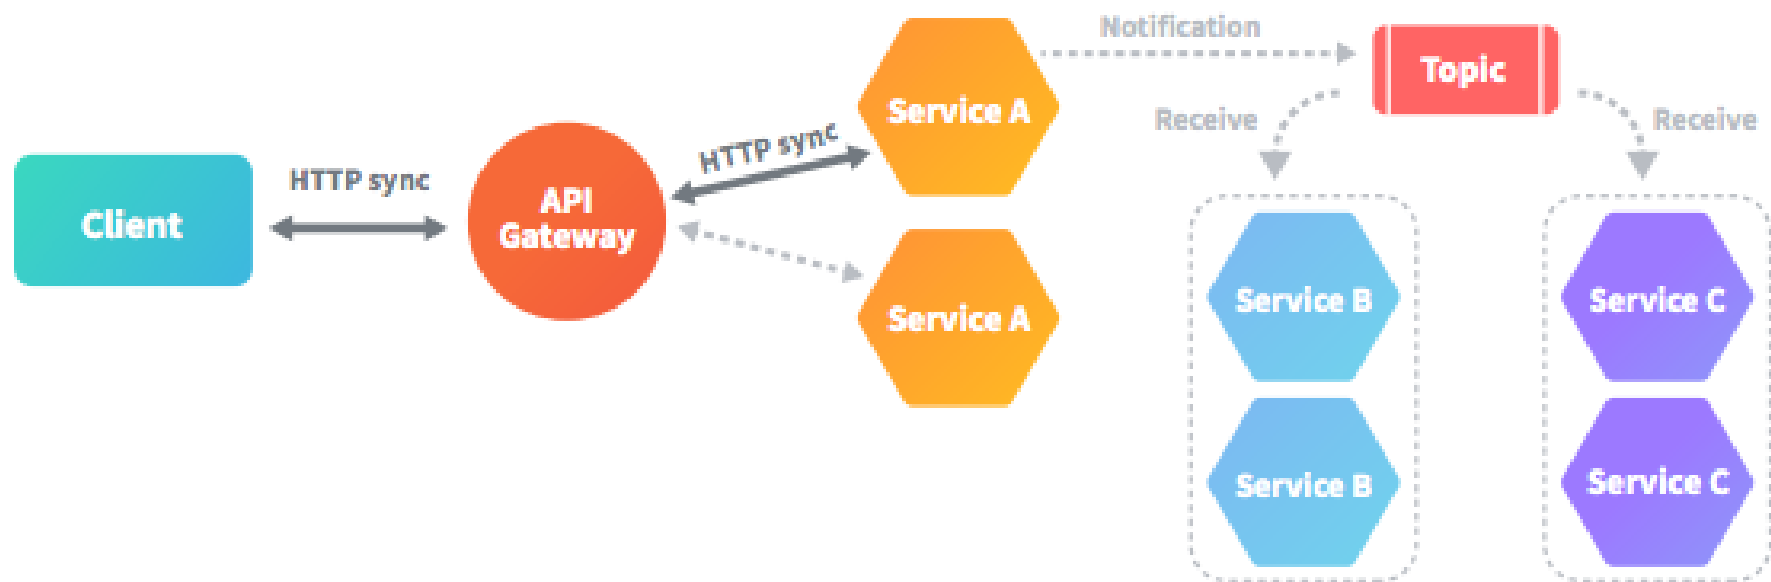 Client
HTTP sync
API
Gateway
HTTP sync
Service A
Service A
Notification
Topic
Receive
Receive
Service B
Service B
Service C
Service C